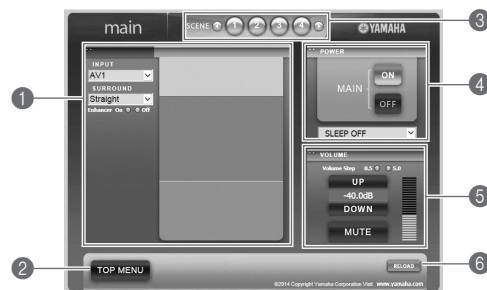 main
SCENE 1 2 3 4
YAMAHA
3
INPUT
AV1
SURROUND
Straight
Enhancer On Off
1
POWER
MAIN
ON
OFF
SLEEP OFF
4
VOLUME
Volume Step 0.5 5.0
UP
-40.0dB
DOWN
MUTE
5
2
TOP MENU
RELOAD
6
©2014 Copyright Yamaha Corporation Visit www.yamaha.com